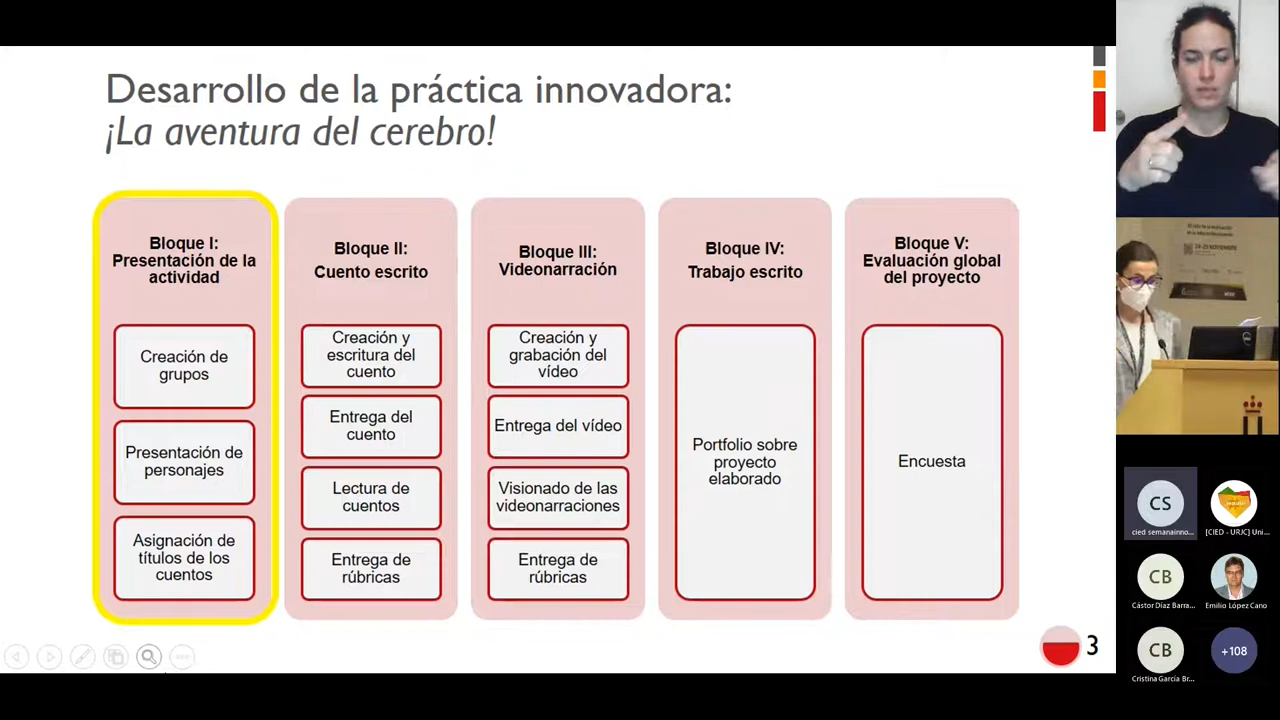 Desarrollo de la práctica innovadora:
¡La aventura del cerebro!
Bloque I:
Presentación de la
actividad
Creación de
grupos
Presentación de
personajes
Asignación de
títulos de los
cuentos
Bloque II:
Cuento escrito
Creación y
escritura del
cuento
Entrega del
cuento
Lectura de
cuentos
Entrega de
rúbricas
Bloque III:
Videonarración
Creación y
grabación del
vídeo
Entrega del vídeo
Visionado de las
videonarraciones
Entrega de
rúbricas
Bloque IV:
Trabajo escrito
Portfolio sobre
proyecto
elaborado
Bloque V:
Evaluación global
del proyecto
Encuesta
3
24-25 NOVIEMBRE
CS
cied semanainno...
[CIED - URJC] Uni...
CB
Cástor Díaz Barra...
Emilio López Cano
CB
Cristina García Br...
+108